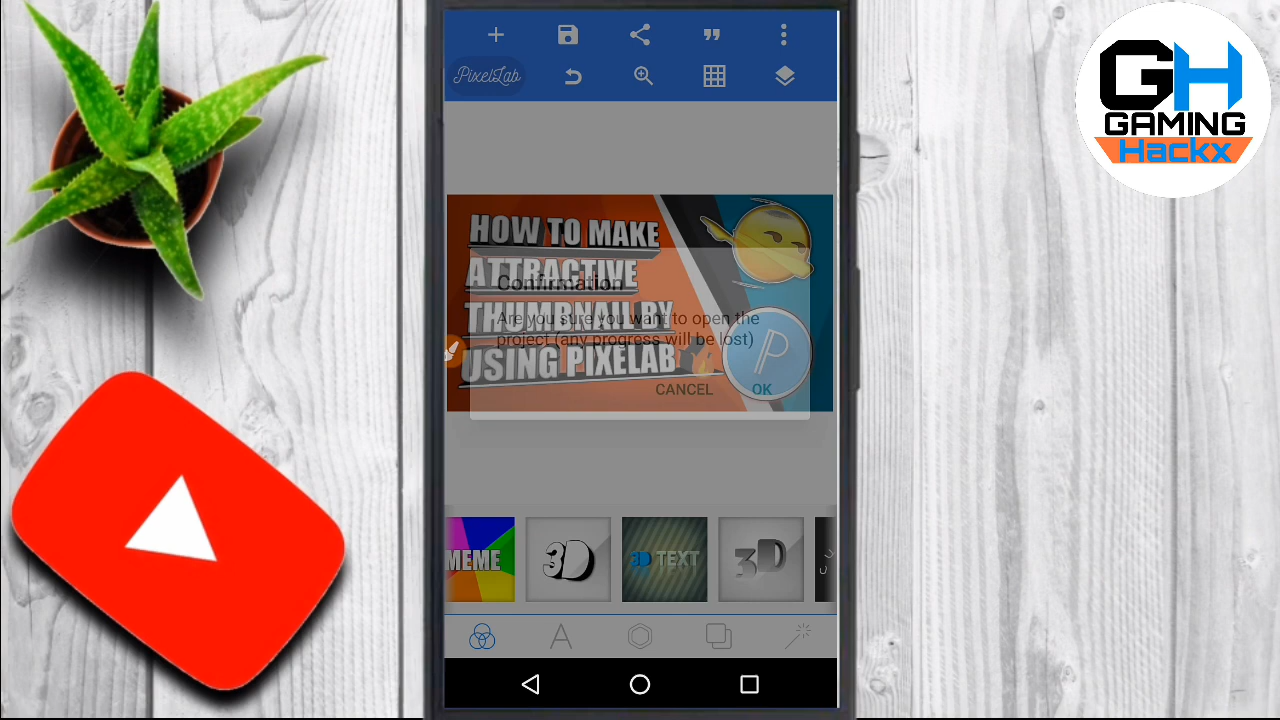 PixelLab
GH
GAMING
Hackx
HOW TO MAKE
ATTRACTIVE
THUMBNAIL BY
USING PIXELAB
P
Confirmation
Are you sure you want to open the
project (any progress will be lost)
CANCEL
OK
MEME
3D
3D TEXT
3D
A